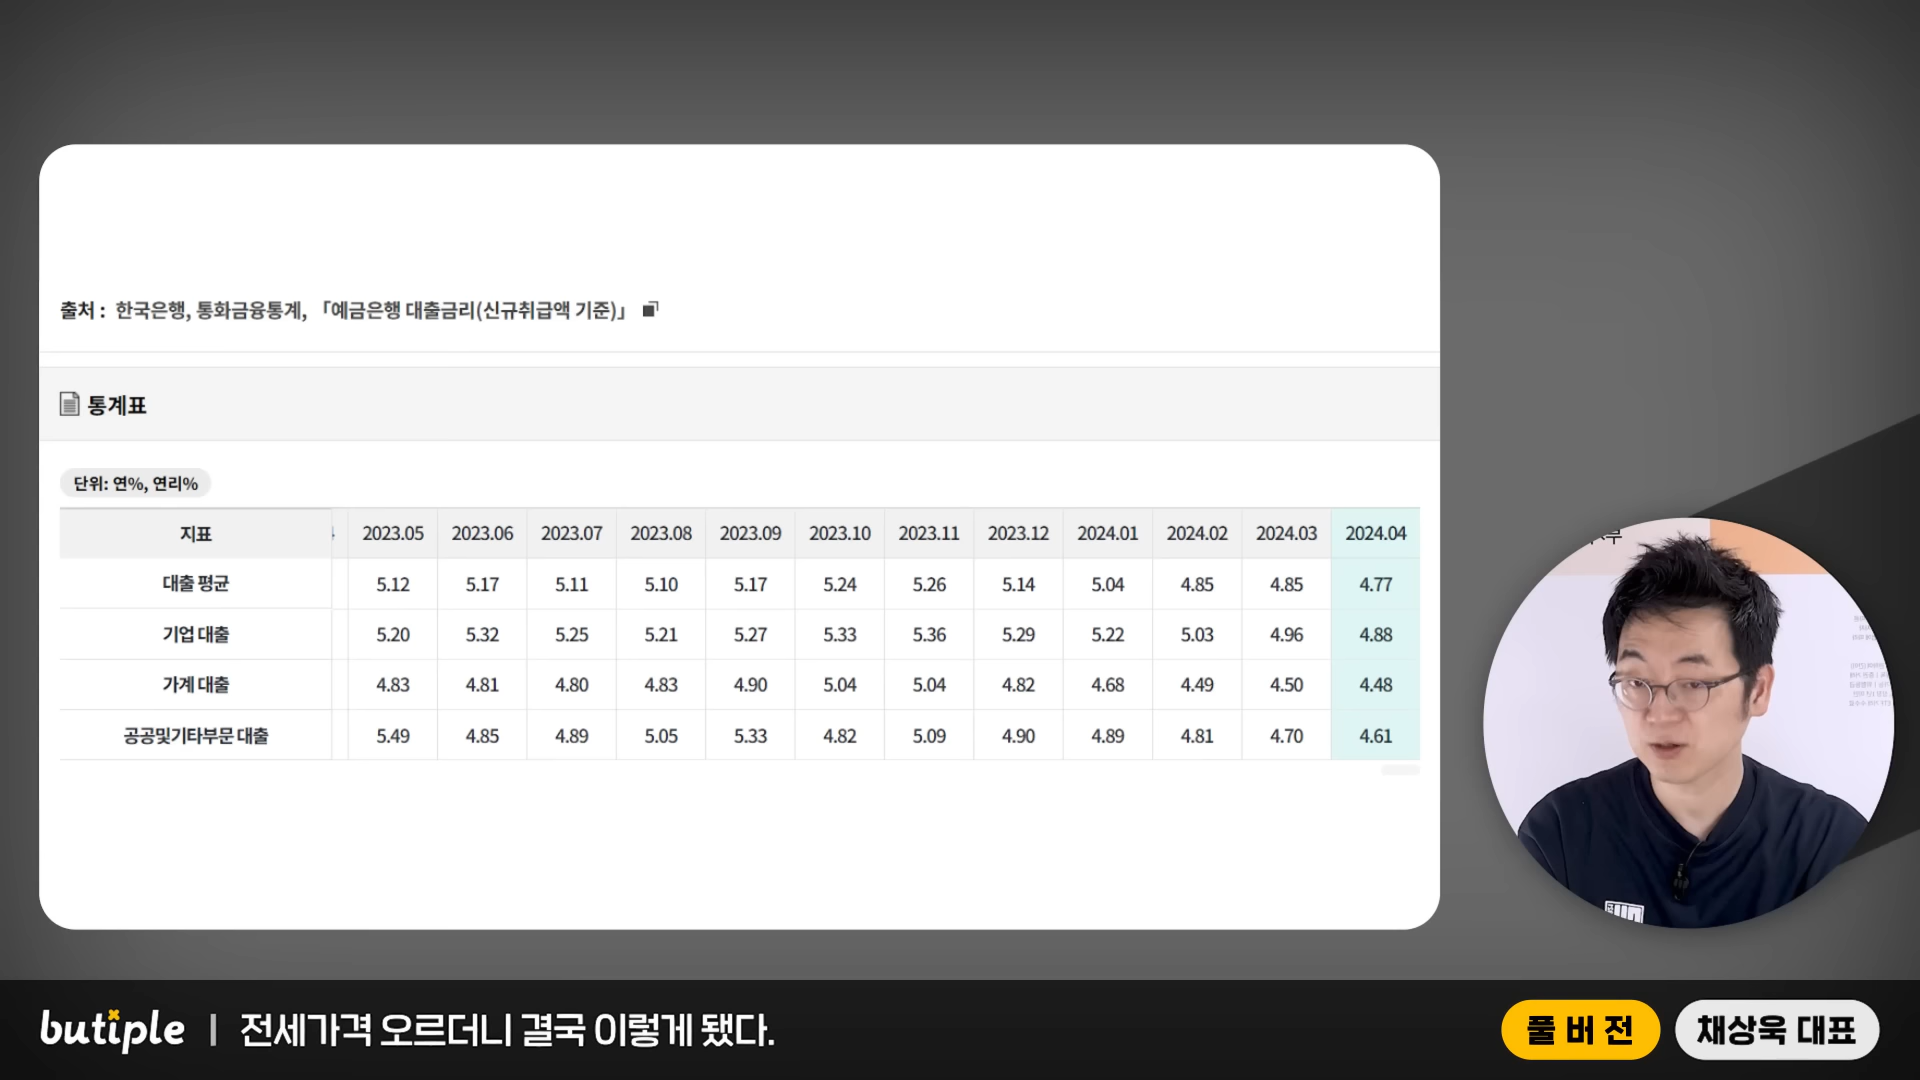 출처 : 한국은행, 통화금융통계, 「예금은행 대출금리(신규취급액 기준)」
통계표
단위: 연%, 연리%
지표 2023.05 2023.06 2023.07 2023.08 2023.09 2023.10 2023.11 2023.12 2024.01 2024.02 2024.03 2024.04
대출 평균 5.12 5.17 5.11 5.10 5.17 5.24 5.26 5.14 5.04 4.85 4.85 4.77
기업 대출 5.20 5.32 5.25 5.21 5.27 5.33 5.36 5.29 5.22 5.03 4.96 4.88
가계 대출 4.83 4.81 4.80 4.83 4.90 5.04 5.04 4.82 4.68 4.49 4.50 4.48
공공및기타부문 대출 5.49 4.85 4.89 5.05 5.33 4.82 5.09 4.90 4.89 4.81 4.70 4.61
butiple | 전세가격 오르더니 결국 이렇게 됐다.
풀 버 전
채상욱 대표